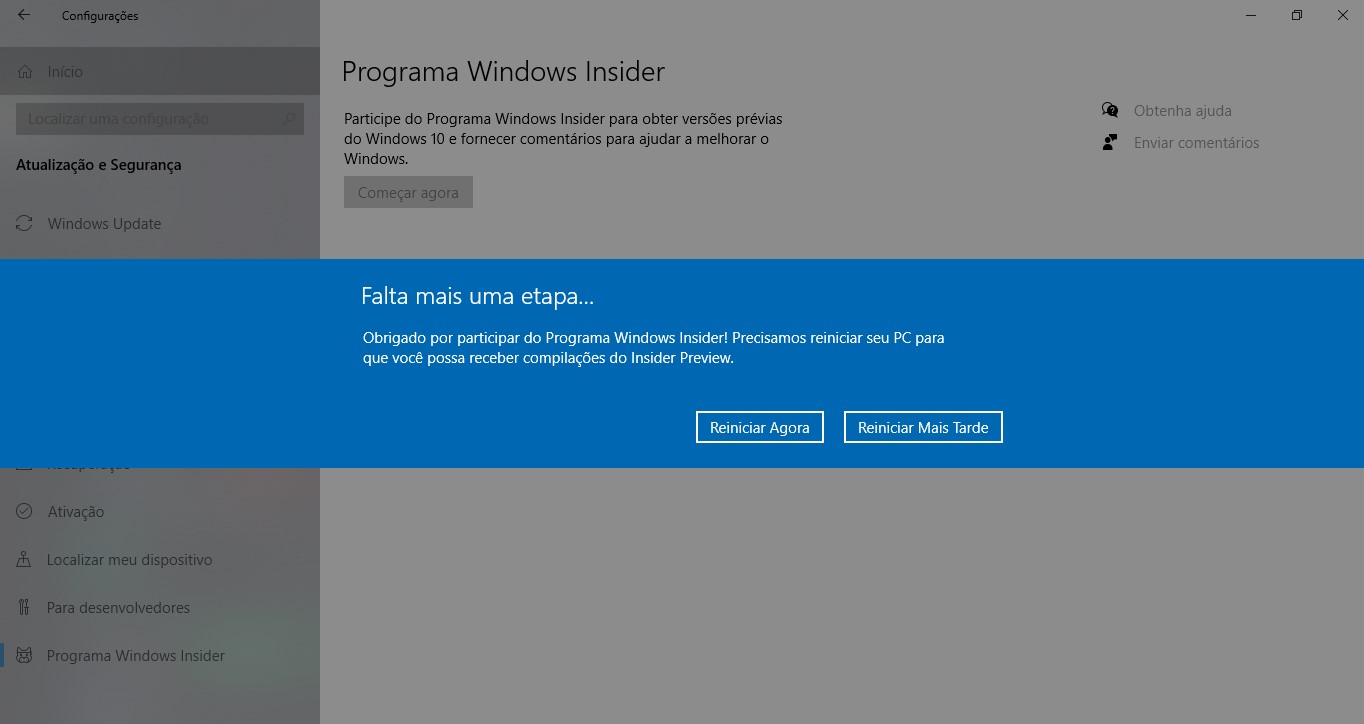 Configurações
Início
Localizar uma configuração
Atualização e Segurança
Windows Update
Programa Windows Insider
Participe do Programa Windows Insider para obter versões prévias
do Windows 10 e fornecer comentários para ajudar a melhorar o
Windows.
Começar agora
Obtenha ajuda
Enviar comentários
Falta mais uma etapa...
Obrigado por participar do Programa Windows Insider! Precisamos reiniciar seu PC para
que você possa receber compilações do Insider Preview.
Reiniciar Agora
Reiniciar Mais Tarde
Ativação
Localizar meu dispositivo
Para desenvolvedores
Programa Windows Insider